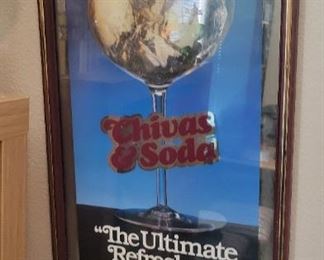 Chivas
& Soda
"The Ultimate